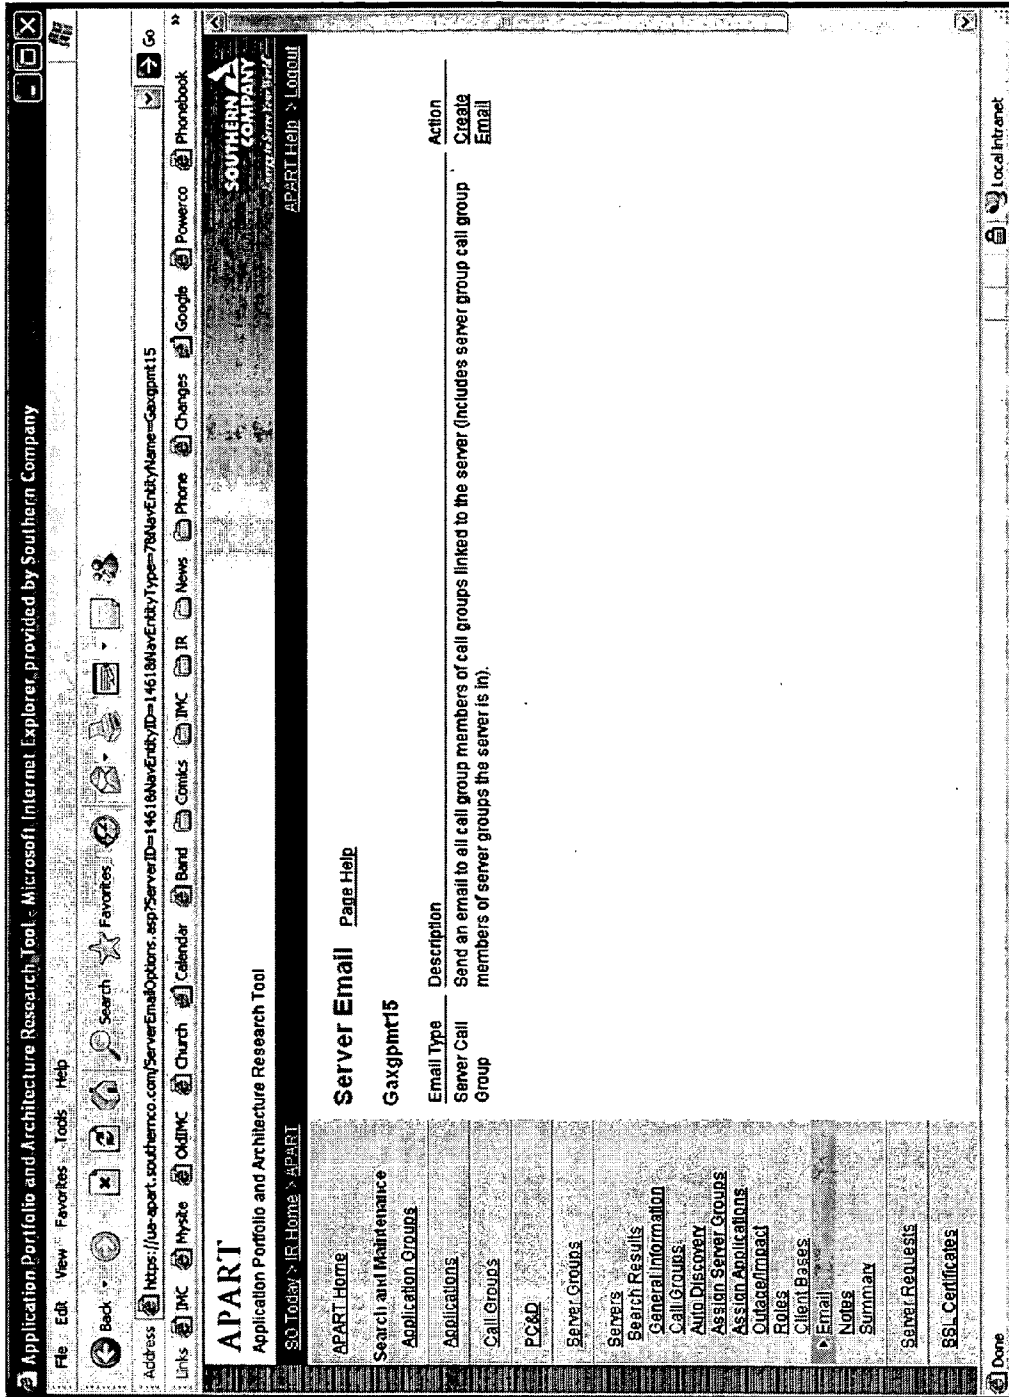 Application Portfolio and Architecture Research Tool - Microsoft Internet Explorer provided by Southern Company
File Edit View Favorites Tools Help
Back Search Favorites
Address https://ua-apart.southernco.com/ServerEmailOptions.asp?ServerID=1461&NavEntityID=1461&NavEntityType=7&NavEntityName=Gaxgpmt15 Go
Links IMC Mysite OldIMC Church Calendar Band Comics IMC IR News Phone Changes Google Powerco Phonebook »
APART
Application Portfolio and Architecture Research Tool
SOUTHERN
COMPANY
Energy to Serve Your World
SO Today > IR Home > APART
APART Help > Logout
APART Home
Search and Maintenance
Application Groups
Applications
Call Groups
PC&D
Server Groups
Servers
Search Results
General Information
Call Groups
Auto Discovery
Assign Server Groups
Assign Applications
Outage/Impact
Roles
Client Bases
Email
Notes
Summary
Server Requests
SSL Certificates
Server Email Page Help
Gaxgpmt15
Email Type Description Action
Server Call Send an email to all call group members of call groups linked to the server (includes server group call group Create
Group members of server groups the server is in). Email
Done Local intranet